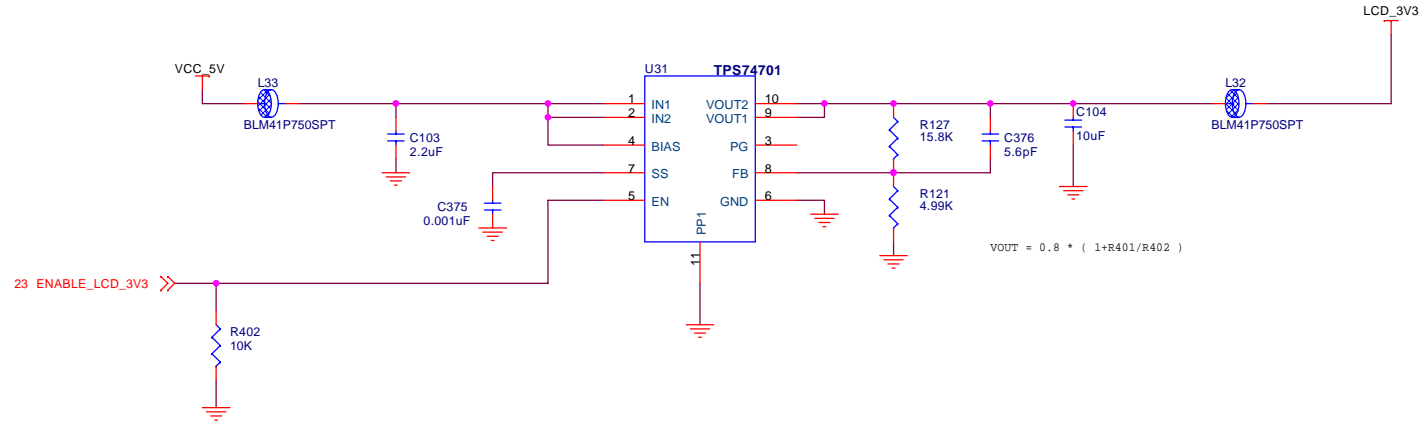 LCD_3V3
VCC_5V
L33
BLM41P750SPT
U31
TPS74701
L32
BLM41P750SPT
C103
2.2uF
1
IN1
2
IN2
4
BIAS
7
SS
5
EN
VOUT2
10
VOUT1
9
PG
3
FB
8
GND
6
PP1
11
R127
15.8K
C376
5.6pF
C104
10uF
R121
4.99K
C375
0.001uF
VOUT = 0.8 * ( 1+R401/R402 )
23 ENABLE_LCD_3V3
R402
10K